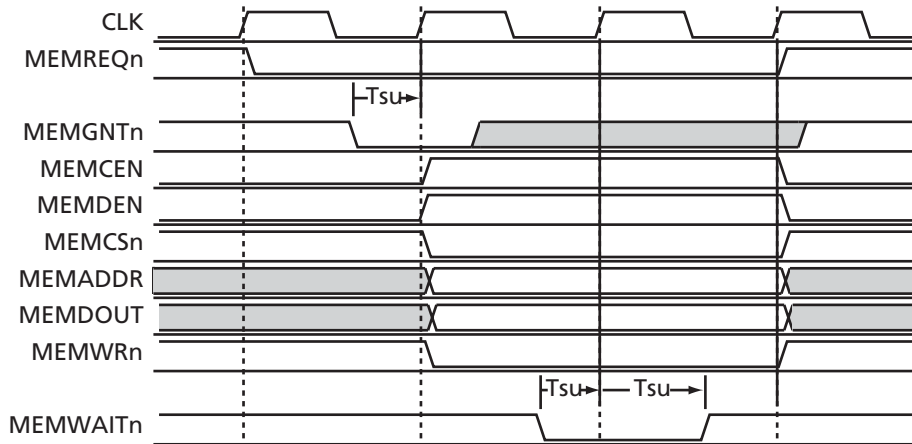 CLK
MEMREQn
Tsu
MEMGNTn
MEMCEN
MEMDEN
MEMCSn
MEMADDR
MEMDOUT
MEMWRn
Tsu Tsu
MEMWAITn